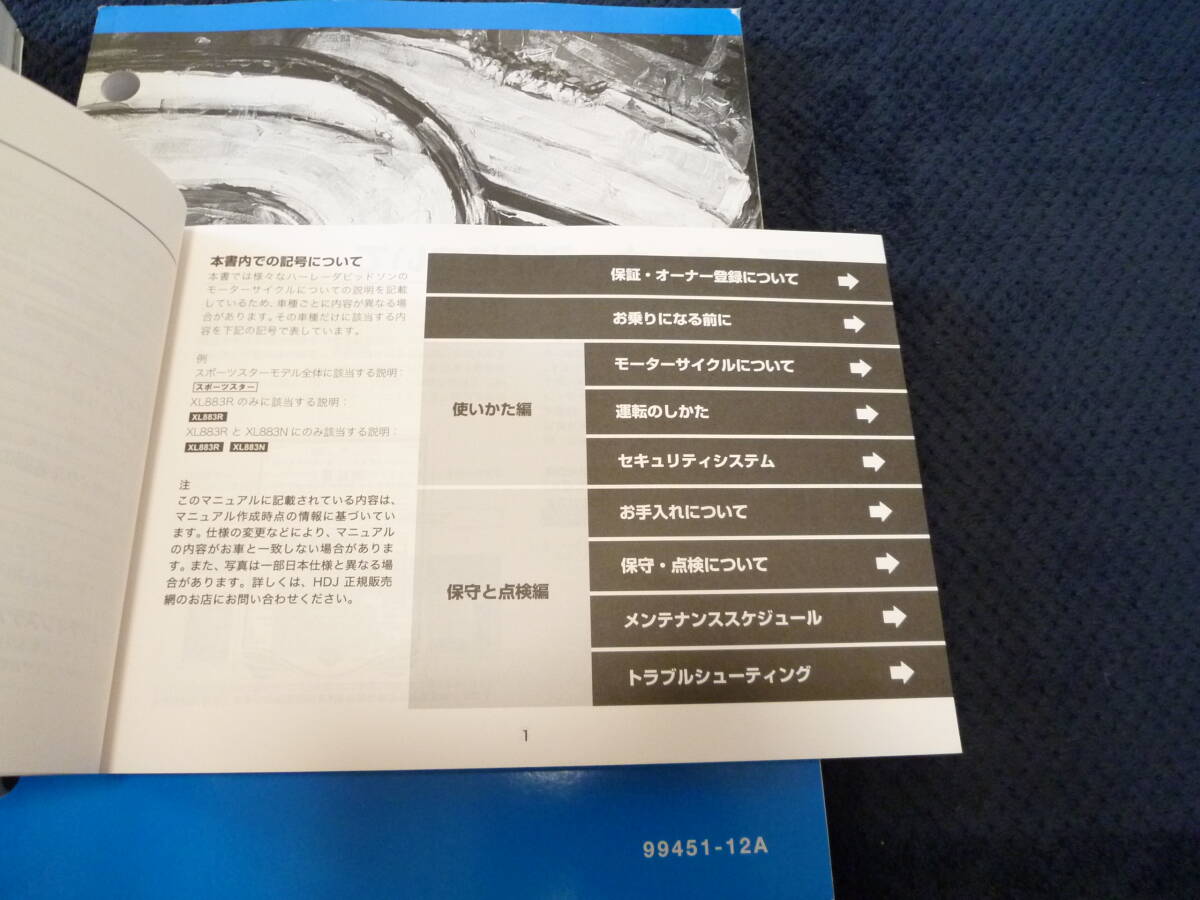 本書内での記号について
本書では様々なハーレーダビッドソンの
モーターサイクルについての説明を記載
しているため、車種ごとに内容が異なる場
合があります。その車種だけに該当する内
容を下記の記号で表しています。
例
スポーツスターモデル全体に該当する説明：
スポーツスター
XL883R のみに該当する説明：
XL883R
XL883R と XL883N にのみ該当する説明：
XL883R XL883N
注
このマニュアルに記載されている内容は、
マニュアル作成時点の情報に基づいてい
ます。仕様の変更などにより、マニュアル
の内容がお車と一致しない場合がありま
す。また、写真は一部日本仕様と異なる場
合があります。詳しくは、HDJ 正規販売
網のお店にお問い合わせください。
保証・オーナー登録について
お乗りになる前に
使いかた編
モーターサイクルについて
運転のしかた
セキュリティシステム
保守と点検編
お手入れについて
保守・点検について
メンテナンススケジュール
トラブルシューティング
1
99451-12A